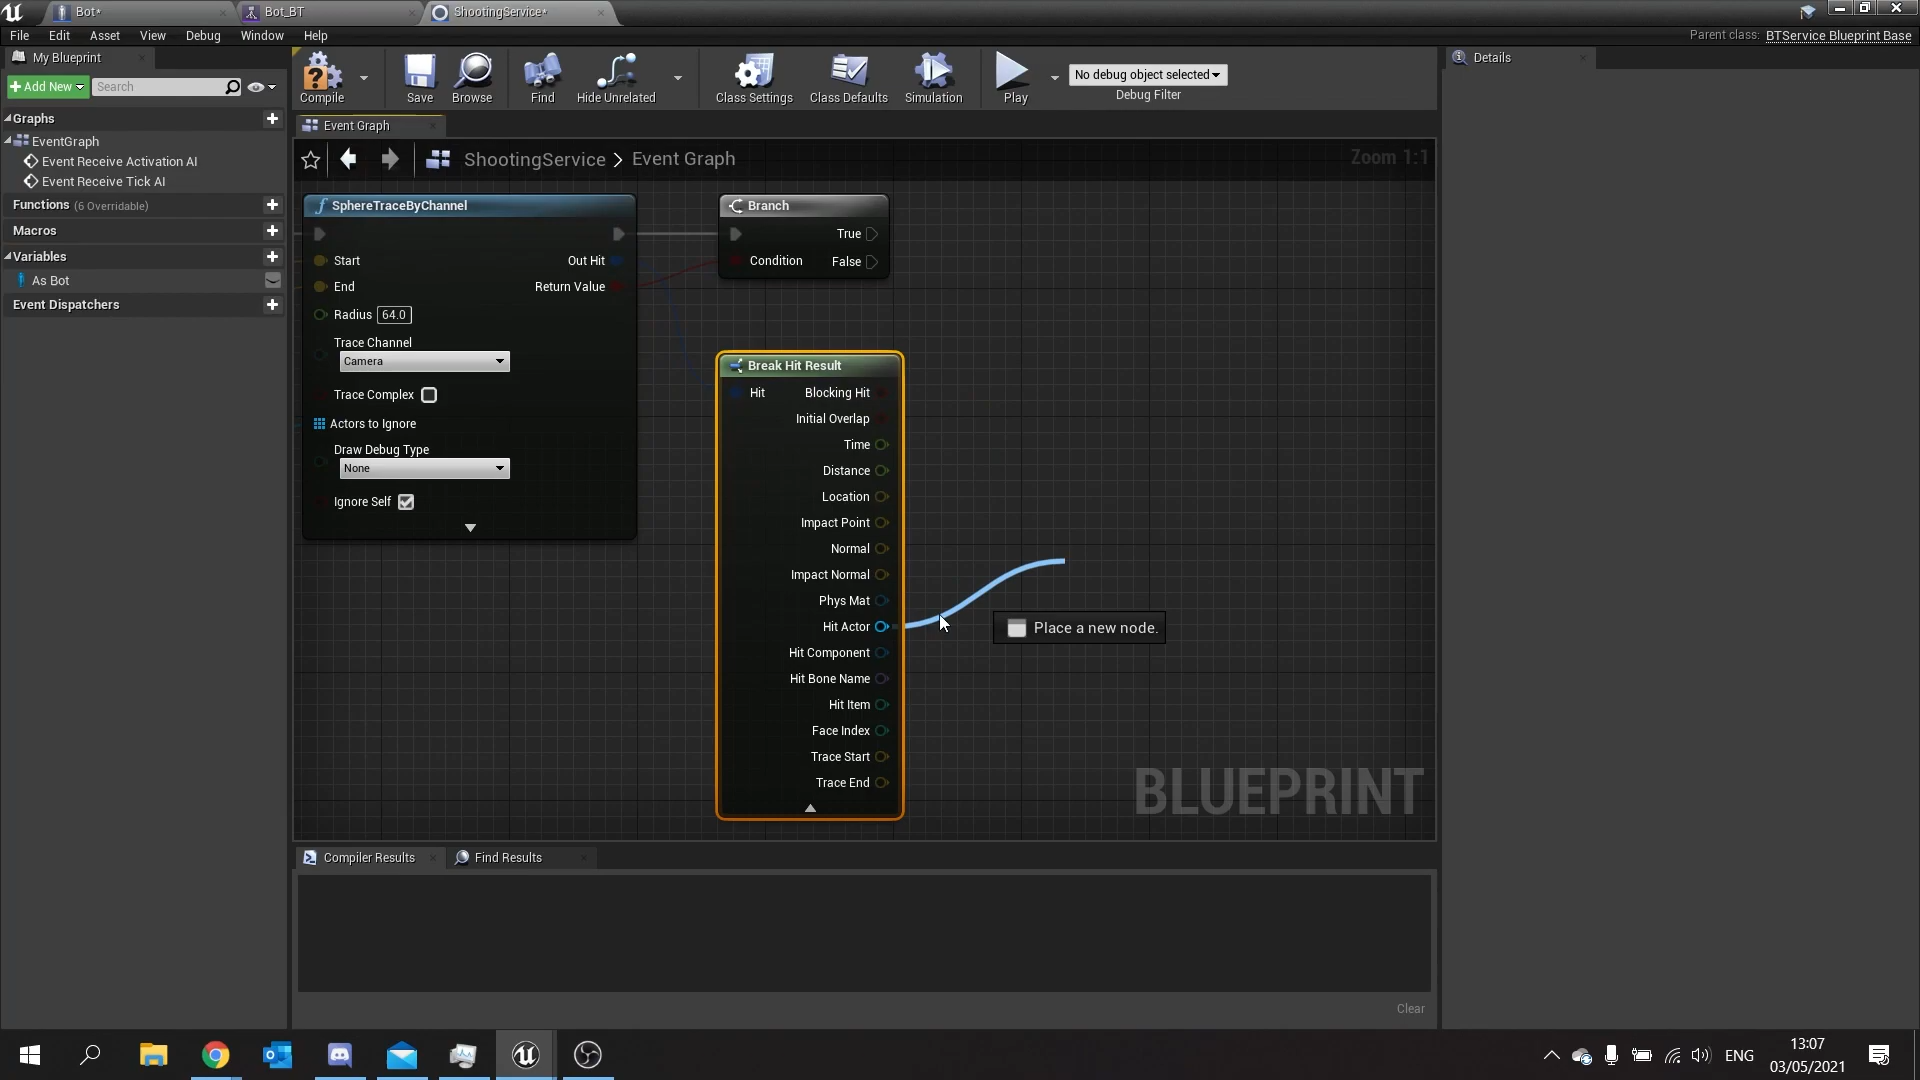 Bot*
Bot_BT
ShootingService*
File Edit Asset View Debug Window Help
Parent class: BTService Blueprint Base
My Blueprint
Add New
Search
Graphs
EventGraph
Event Receive Activation AI
Event Receive Tick AI
Functions (6 Overridable)
Macros
Variables
As Bot
Event Dispatchers
Compile
Save
Browse
Find
Hide Unrelated
Class Settings
Class Defaults
Simulation
Play
No debug object selected
Debug Filter
Details
Event Graph
ShootingService > Event Graph
Zoom 1:1
SphereTraceByChannel
Start
Out Hit
End
Return Value
Radius 64.0
Trace Channel
Camera
Trace Complex
Actors to Ignore
Draw Debug Type
None
Ignore Self
Branch
True
Condition
False
Break Hit Result
Hit
Blocking Hit
Initial Overlap
Time
Distance
Location
Impact Point
Normal
Impact Normal
Phys Mat
Hit Actor
Hit Component
Hit Bone Name
Hit Item
Face Index
Trace Start
Trace End
Place a new node.
BLUEPRINT
Compiler Results
Find Results
Clear
ENG
13:07
03/05/2021